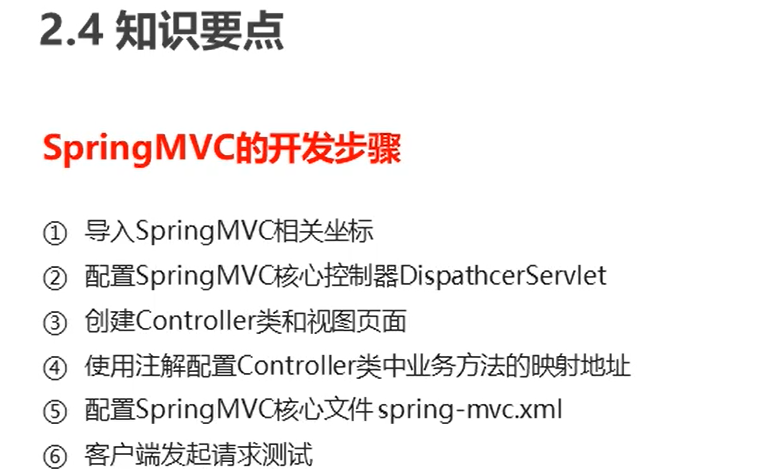 2.4 知识要点
SpringMVC的开发步骤
① 导入SpringMVC相关坐标
② 配置SpringMVC核心控制器DispathcerServlet
③ 创建Controller类和视图页面
④ 使用注解配置Controller类中业务方法的映射地址
⑤ 配置SpringMVC核心文件 spring-mvc.xml
⑥ 客户端发起请求测试